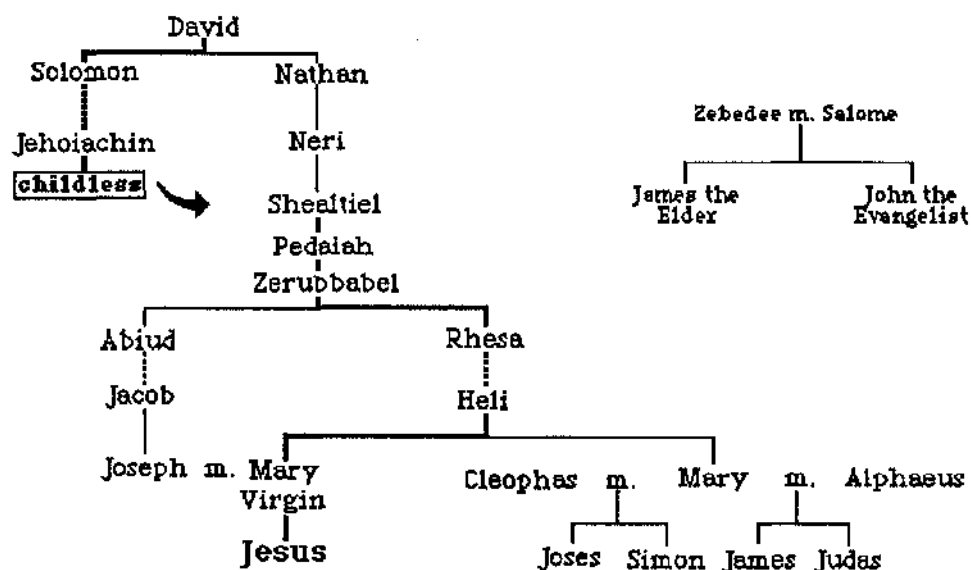 David
Solomon Nathan
Jehoiachin Neri
Zebedee m. Salome
childless
Shealtiel
James the Elder
John the Evangelist
Pedaiah
Zerubbabel
Abiud Rhesa
Jacob Heli
Joseph m. Mary Virgin
Cleophas m. Mary m. Alphaeus
Jesus
Joses Simon James Judas